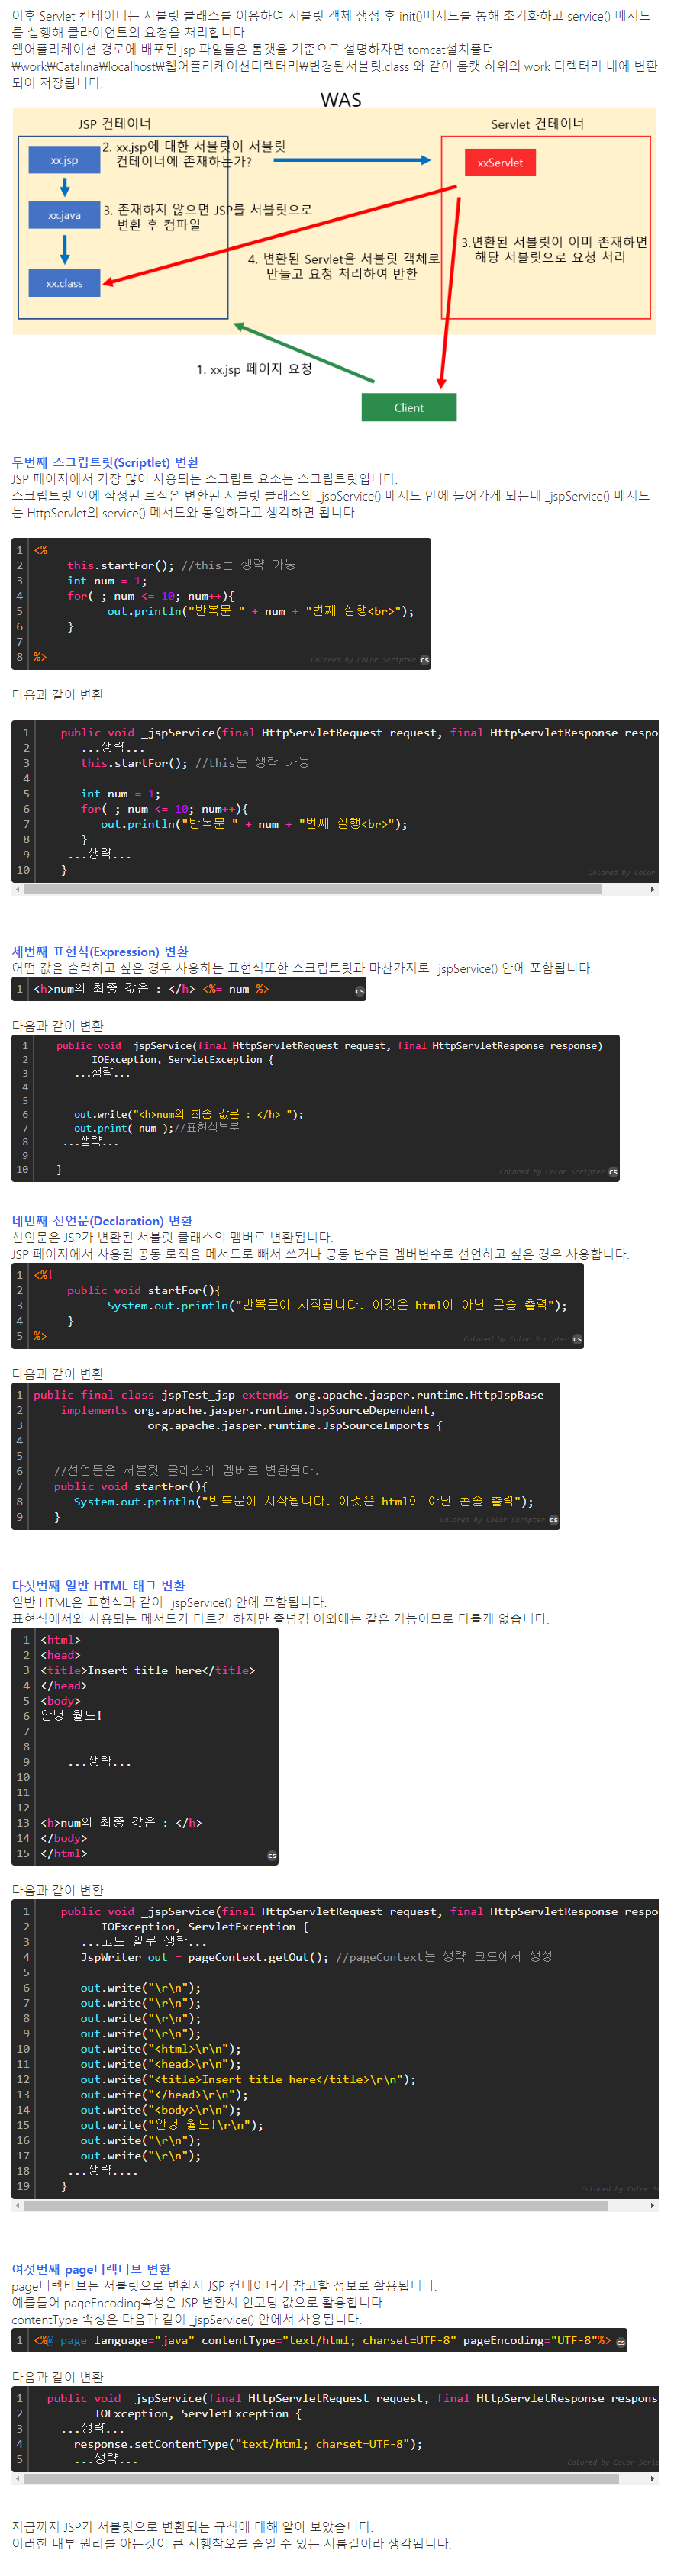 이후 Servlet 컨테이너는 서블릿 클래스를 이용하여 서블릿 객체 생성 후 init()메서드를 통해 초기화하고 service() 메서드
를 실행해 클라이언트의 요청을 처리합니다.
웹어플리케이션 경로에 배포된 jsp 파일들은 톰캣을 기준으로 설명하자면 tomcat설치폴더
₩work₩Catalina₩localhost₩웹어플리케이션디렉터리₩변경된서블릿.class 와 같이 톰캣 하위의 work 디렉터리 내에 변환
되어 저장됩니다.
WAS
JSP 컨테이너
Servlet 컨테이너
xx.jsp
2. xx.jsp에 대한 서블릿이 서블릿
컨테이너에 존재하는가?
xxServlet
xx.java
3. 존재하지 않으면 JSP를 서블릿으로
변환 후 컴파일
3.변환된 서블릿이 이미 존재하면
해당 서블릿으로 요청 처리
4. 변환된 Servlet을 서블릿 객체로
만들고 요청 처리하여 반환
xx.class
1. xx.jsp 페이지 요청
Client
두번째 스크립트릿(Scriptlet) 변환
JSP 페이지에서 가장 많이 사용되는 스크립트 요소는 스크립트릿입니다.
스크립트릿 안에 작성된 로직은 변환된 서블릿 클래스의 _jspService() 메서드 안에 들어가게 되는데 _jspService() 메서드
는 HttpServlet의 service() 메서드와 동일하다고 생각하면 됩니다.
1 <%
2 this.startFor(); //this는 생략 가능
3 int num = 1;
4 for( ; num <= 10; num++){
5 out.println("반복문 " + num + "번째 실행<br>");
6 }
7
8 %>
Colored by Color Scripter cs
다음과 같이 변환
1 public void _jspService(final HttpServletRequest request, final HttpServletResponse respo
2 ...생략...
3 this.startFor(); //this는 생략 가능
4
5 int num = 1;
6 for( ; num <= 10; num++){
7 out.println("반복문 " + num + "번째 실행<br>");
8 }
9 ...생략...
10 }
Colored by Color
세번째 표현식(Expression) 변환
어떤 값을 출력하고 싶은 경우 사용하는 표현식또한 스크립트릿과 마찬가지로 _jspService() 안에 포함됩니다.
1 <h>num의 최종 값은 : </h> <%= num %>
cs
다음과 같이 변환
1 public void _jspService(final HttpServletRequest request, final HttpServletResponse response)
2 IOException, ServletException {
3 ...생략...
4
5
6 out.write("<h>num의 최종 값은 : </h> ");
7 out.print( num );//표현식부분
8 ...생략...
9
10 }
Colored by Color Scripter cs
네번째 선언문(Declaration) 변환
선언문은 JSP가 변환된 서블릿 클래스의 멤버로 변환됩니다.
JSP 페이지에서 사용될 공통 로직을 메서드로 빼서 쓰거나 공통 변수를 멤버변수로 선언하고 싶은 경우 사용합니다.
1 <%!
2 public void startFor(){
3 System.out.println("반복문이 시작됩니다. 이것은 html이 아닌 콘솔 출력");
4 }
5 %>
Colored by Color Scripter cs
다음과 같이 변환
1 public final class jspTest_jsp extends org.apache.jasper.runtime.HttpJspBase
2 implements org.apache.jasper.runtime.JspSourceDependent,
3 org.apache.jasper.runtime.JspSourceImports {
4
5
6 //선언문은 서블릿 클래스의 멤버로 변환된다.
7 public void startFor(){
8 System.out.println("반복문이 시작됩니다. 이것은 html이 아닌 콘솔 출력");
9 }
Colored by Color Scripter cs
다섯번째 일반 HTML 태그 변환
일반 HTML은 표현식과 같이 _jspService() 안에 포함됩니다.
표현식에서와 사용되는 메서드가 다르긴 하지만 줄넘김 이외에는 같은 기능이므로 다를게 없습니다.
1 <html>
2 <head>
3 <title>Insert title here</title>
4 </head>
5 <body>
6 안녕 월드!
7
8
9 ...생략...
10
11
12
13 <h>num의 최종 값은 : </h>
14 </body>
15 </html>
cs
다음과 같이 변환
1 public void _jspService(final HttpServletRequest request, final HttpServletResponse respo
2 IOException, ServletException {
3 ...코드 일부 생략...
4 JspWriter out = pageContext.getOut(); //pageContext는 생략 코드에서 생성
5
6 out.write("\r\n");
7 out.write("\r\n");
8 out.write("\r\n");
9 out.write("\r\n");
10 out.write("<html>\r\n");
11 out.write("<head>\r\n");
12 out.write("<title>Insert title here</title>\r\n");
13 out.write("</head>\r\n");
14 out.write("<body>\r\n");
15 out.write("안녕 월드!\r\n");
16 out.write("\r\n");
17 out.write("\r\n");
18 ...생략....
19 }
Colored by Color S
여섯번째 page디렉티브 변환
page디렉티브는 서블릿으로 변환시 JSP 컨테이너가 참고할 정보로 활용됩니다.
예를들어 pageEncoding속성은 JSP 변환시 인코딩 값으로 활용합니다.
contentType 속성은 다음과 같이 _jspService() 안에서 사용됩니다.
1 <%@ page language="java" contentType="text/html; charset=UTF-8" pageEncoding="UTF-8"%> cs
다음과 같이 변환
1 public void _jspService(final HttpServletRequest request, final HttpServletResponse respons
2 IOException, ServletException {
3 ...생략...
4 response.setContentType("text/html; charset=UTF-8");
5 ...생략...
Colored by Color Scrip
지금까지 JSP가 서블릿으로 변환되는 규칙에 대해 알아 보았습니다.
이러한 내부 원리를 아는것이 큰 시행착오를 줄일 수 있는 지름길이라 생각됩니다.